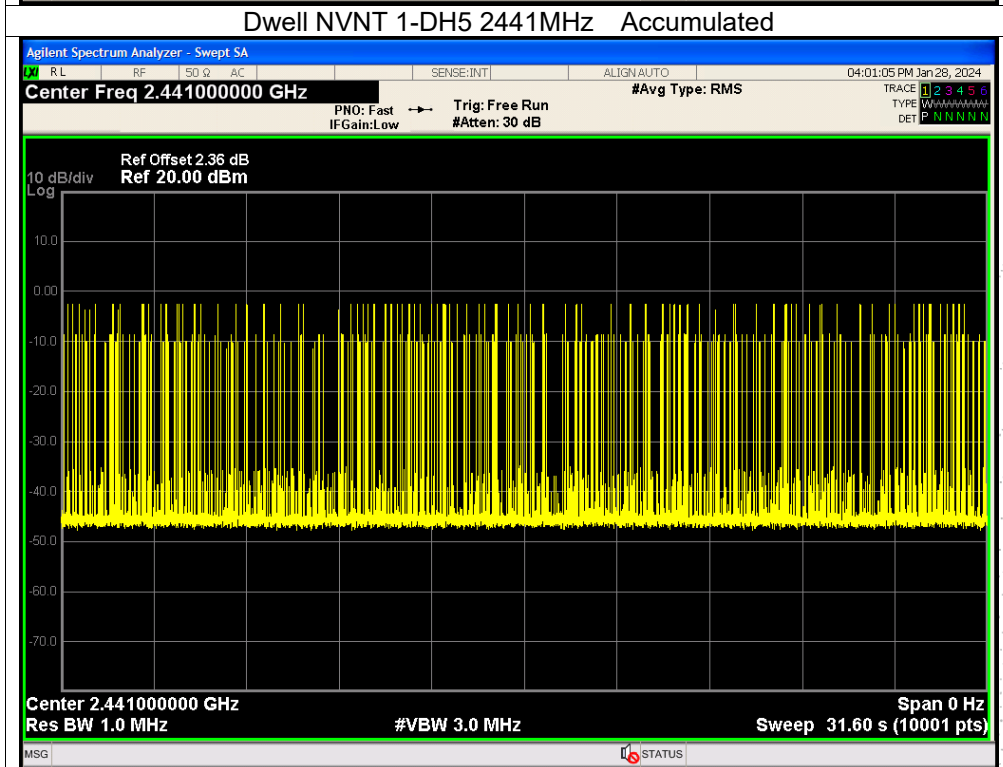 Dwell NVNT 1-DH5 2441MHz Accumulated
Agilent Spectrum Analyzer - Swept SA
LXI RL RF 50 Ω AC SENSE:INT ALIGN AUTO 04:01:05 PM Jan 28, 2024
Center Freq 2.441000000 GHz #Avg Type: RMS TRACE 1 2 3 4 5 6
PNO: Fast Trig: Free Run TYPE W
IFGain:Low #Atten: 30 dB DET P N N N N N
Ref Offset 2.36 dB
10 dB/div Ref 20.00 dBm
Log
10.0
0.00
-10.0
-20.0
-30.0
-40.0
-50.0
-60.0
-70.0
Center 2.441000000 GHz Span 0 Hz
Res BW 1.0 MHz #VBW 3.0 MHz Sweep 31.60 s (10001 pts)
MSG STATUS